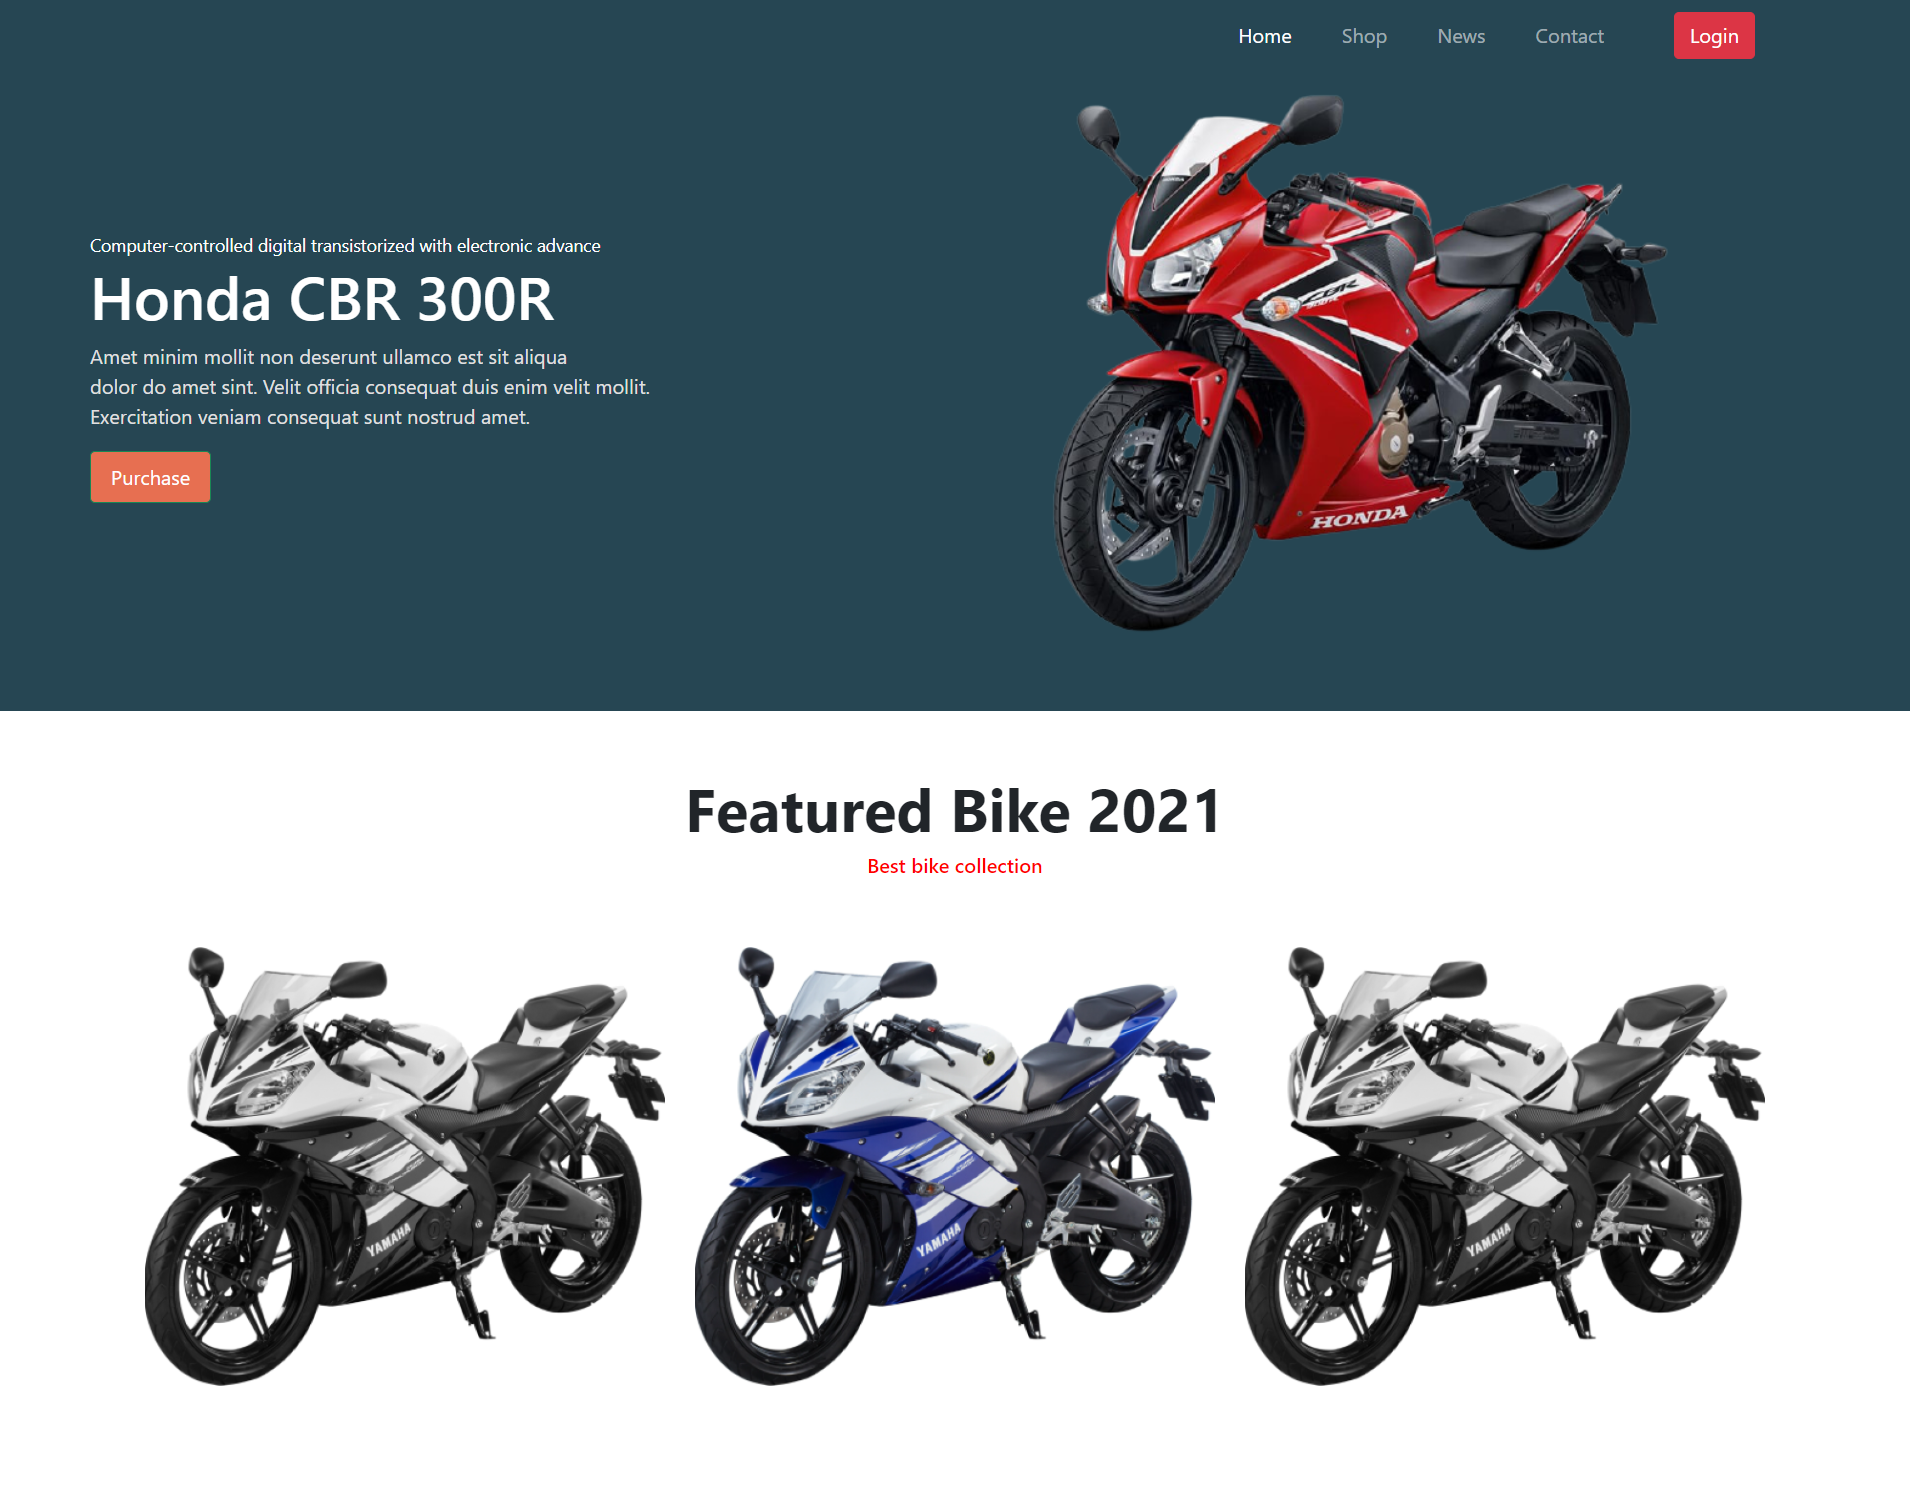 Home Shop News Contact Login
Computer-controlled digital transistorized with electronic advance
Honda CBR 300R
Amet minim mollit non deserunt ullamco est sit aliqua
dolor do amet sint. Velit officia consequat duis enim velit mollit.
Exercitation veniam consequat sunt nostrud amet.
Purchase
CBR
HONDA
Featured Bike 2021
Best bike collection
YAMAHA
YAMAHA
YAMAHA